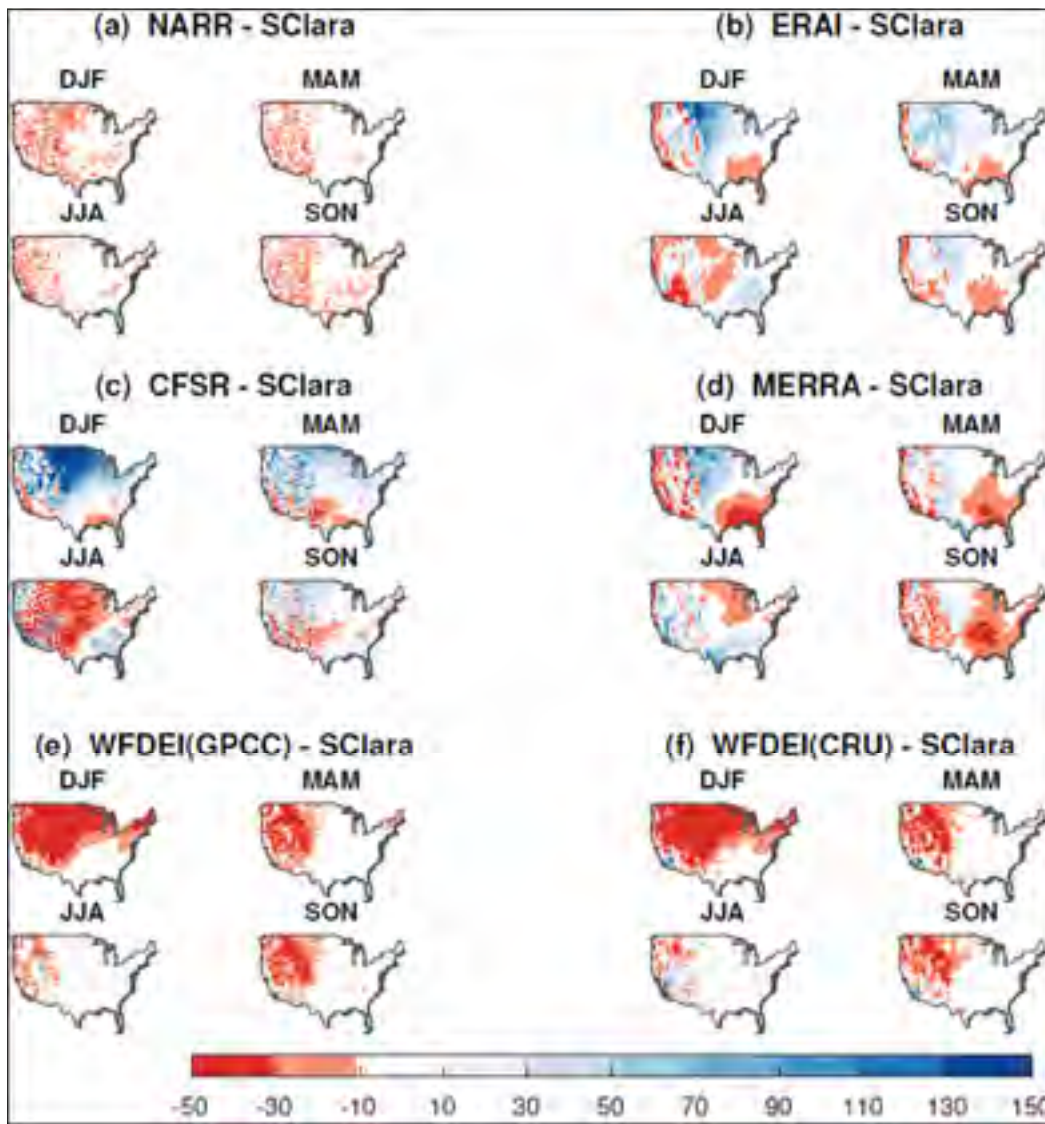 (a) NARR - SClara
(b) ERAI - SClara
DJF
MAM
DJF
MAM
JJA
SON
JJA
SON
(c) CFSR - SClara
(d) MERRA - SClara
DJF
MAM
DJF
MAM
JJA
SON
JJA
SON
(e) WFDEI(GPCC) - SClara
(f) WFDEI(CRU) - SClara
DJF
MAM
DJF
MAM
JJA
SON
JJA
SON
-50 -30 -10 10 30 50 70 90 110 130 150